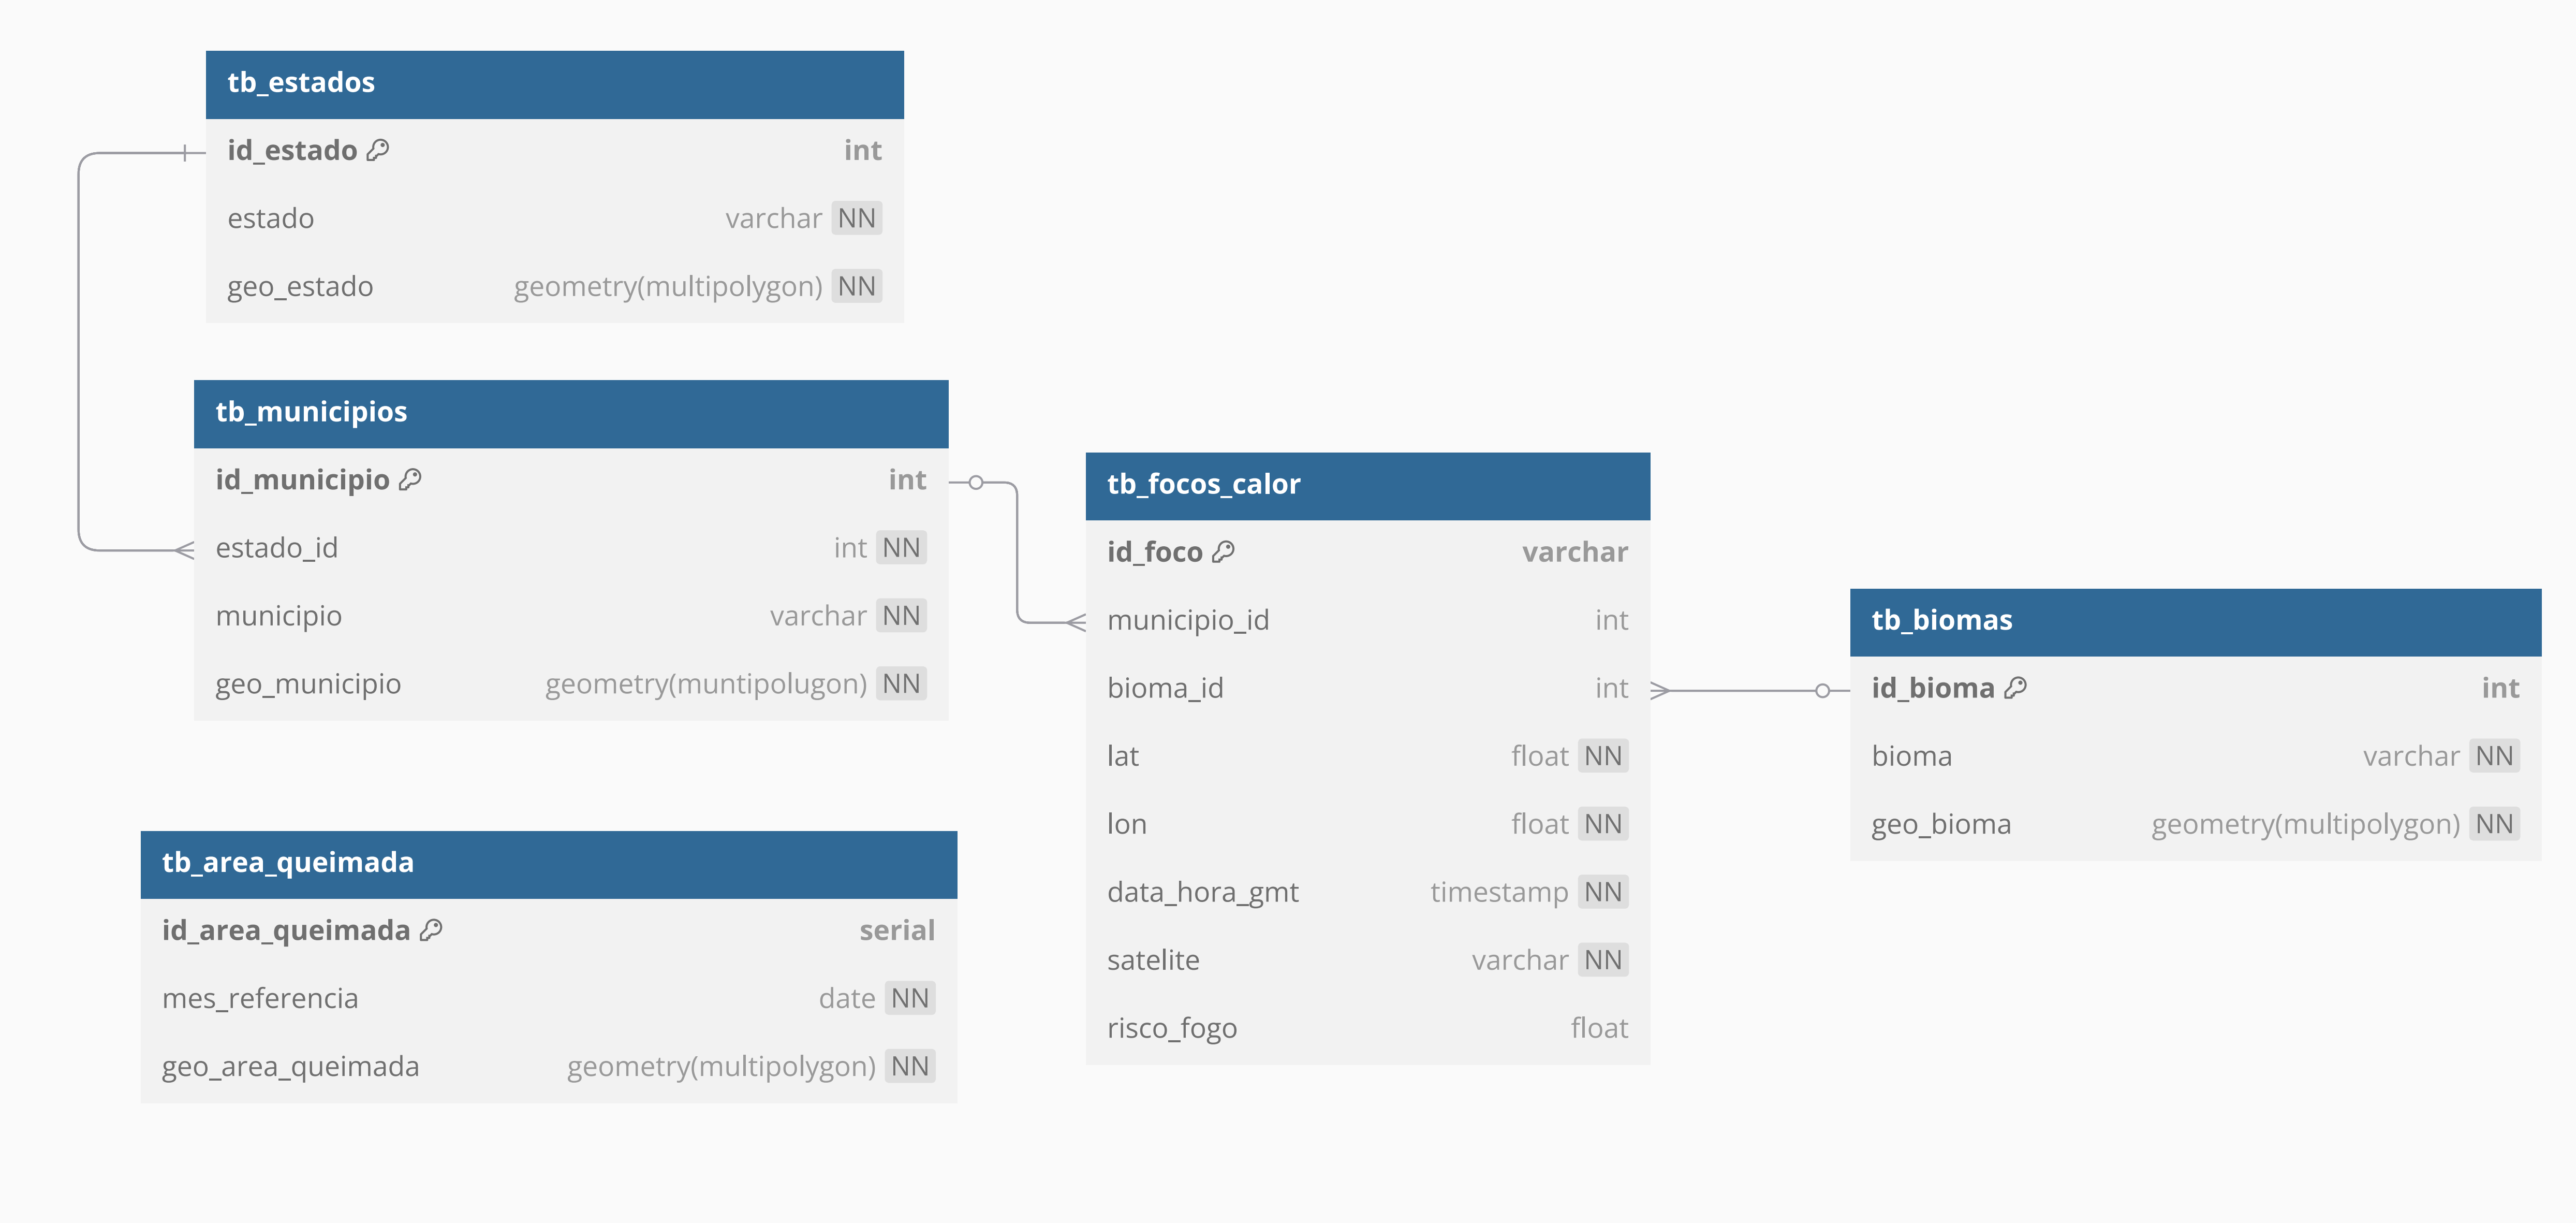 tb_estados
id_estado int
estado varchar NN
geo_estado geometry(multipolygon) NN
tb_municipios
id_municipio int
estado_id int NN
municipio varchar NN
geo_municipio geometry(muntipolugon) NN
tb_area_queimada
id_area_queimada serial
mes_referencia date NN
geo_area_queimada geometry(multipolygon) NN
tb_focos_calor
id_foco varchar
municipio_id int
bioma_id int
lat float NN
lon float NN
data_hora_gmt timestamp NN
satelite varchar NN
risco_fogo float
tb_biomas
id_bioma int
bioma varchar NN
geo_bioma geometry(multipolygon) NN